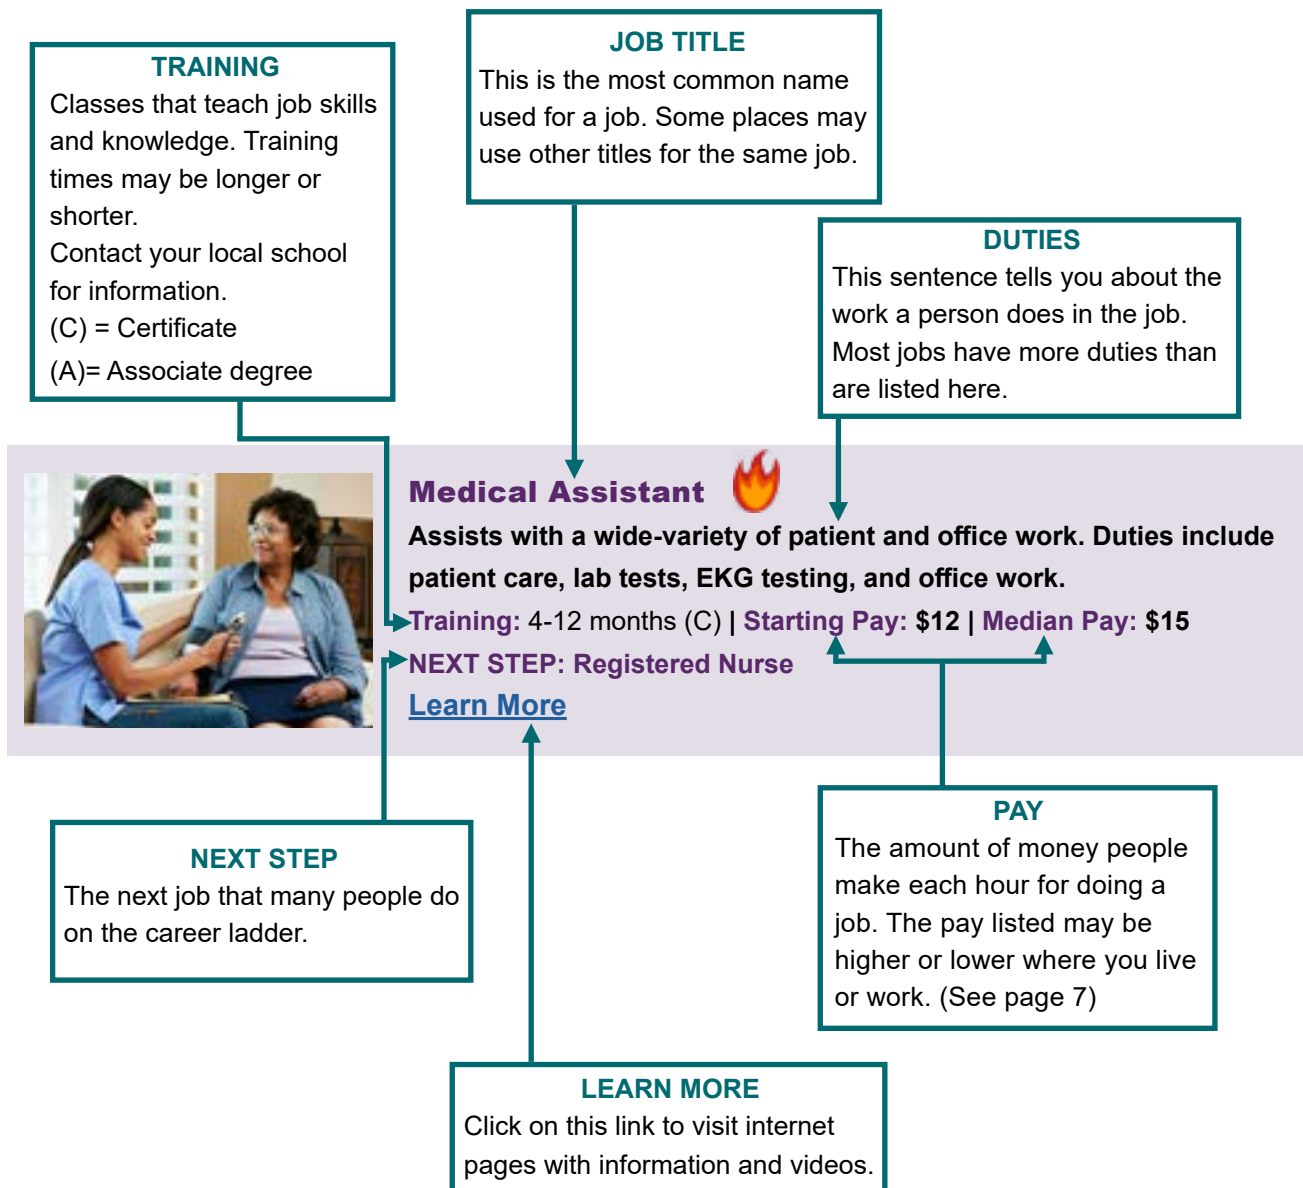 JOB TITLE
This is the most common name
used for a job. Some places may
use other titles for the same job.
TRAINING
Classes that teach job skills
and knowledge. Training
times may be longer or
shorter.
Contact your local school
for information.
(C) = Certificate
(A)= Associate degree
DUTIES
This sentence tells you about the
work a person does in the job.
Most jobs have more duties than
are listed here.
Medical Assistant
Assists with a wide-variety of patient and office work. Duties include
patient care, lab tests, EKG testing, and office work.
Training: 4-12 months (C) | Starting Pay: $12 | Median Pay: $15
NEXT STEP: Registered Nurse
Learn More
NEXT STEP
The next job that many people do
on the career ladder.
PAY
The amount of money people
make each hour for doing a
job. The pay listed may be
higher or lower where you live
or work. (See page 7)
LEARN MORE
Click on this link to visit internet
pages with information and videos.